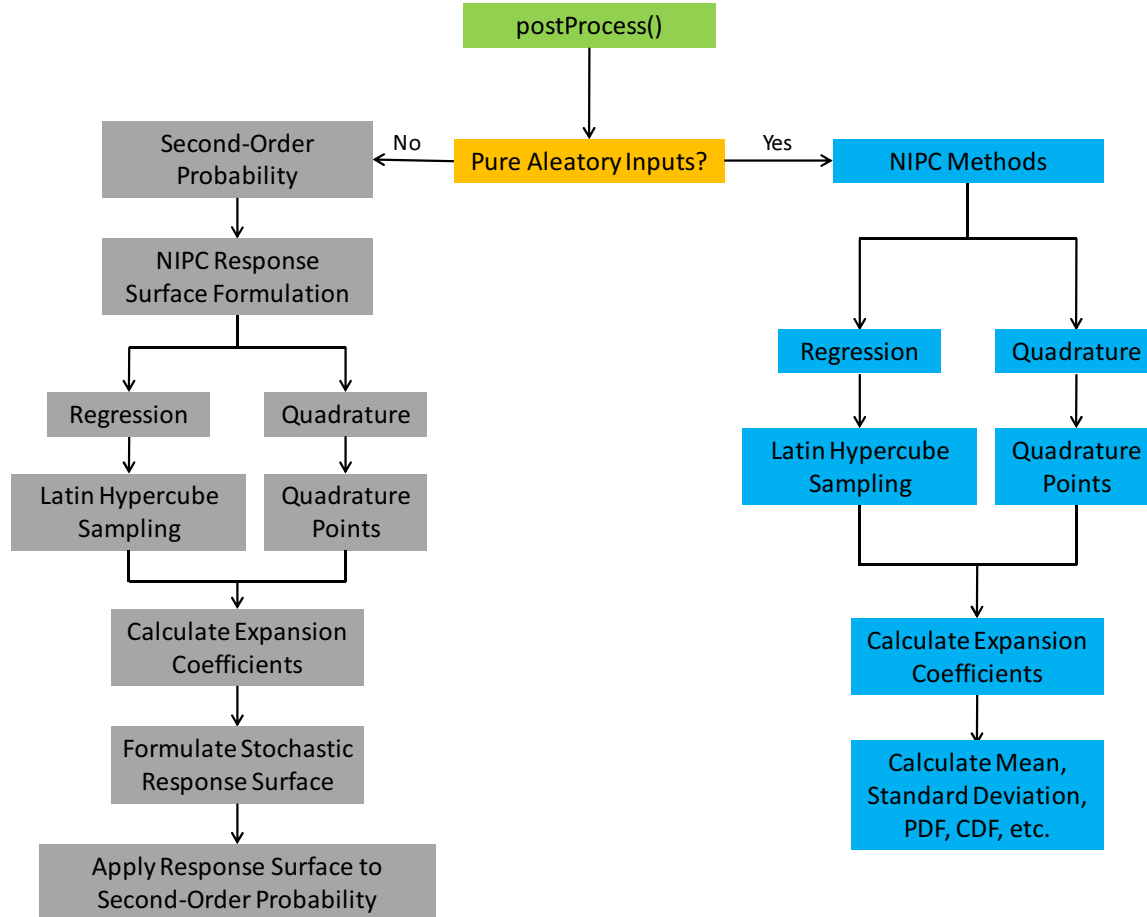 postProcess()
No
Pure Aleatory Inputs?
Yes
Second-Order
Probability
NIPC Response
Surface Formulation
Regression
Quadrature
Latin Hypercube
Sampling
Quadrature
Points
Calculate Expansion
Coefficients
Formulate Stochastic
Response Surface
Apply Response Surface to
Second-Order Probability
NIPC Methods
Regression
Quadrature
Latin Hypercube
Sampling
Quadrature
Points
Calculate Expansion
Coefficients
Calculate Mean,
Standard Deviation,
PDF, CDF, etc.